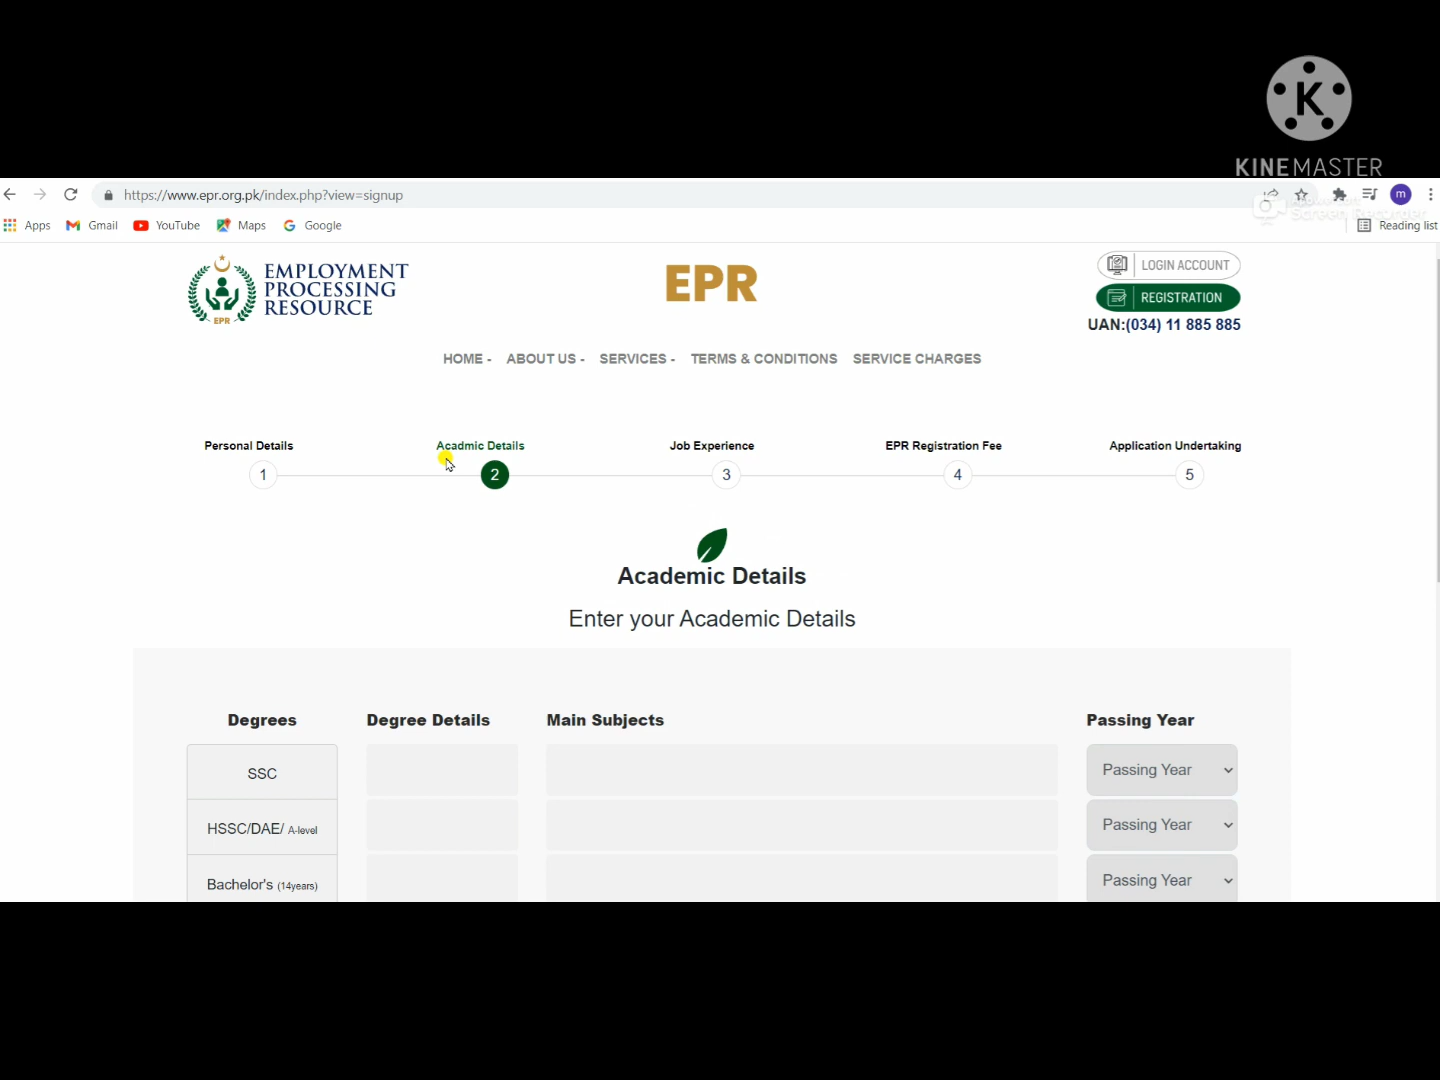 K
KINEMASTER
https://www.epr.org.pk/index.php?view=signup
m
Screen Recorder
Apps
Gmail
YouTube
Maps
Google
Reading list
EMPLOYMENT
PROCESSING
RESOURCE
EPR
EPR
LOGIN ACCOUNT
REGISTRATION
UAN:(034) 11 885 885
HOME - ABOUT US - SERVICES - TERMS & CONDITIONS SERVICE CHARGES
Personal Details
Acadmic Details
Job Experience
EPR Registration Fee
Application Undertaking
1
2
3
4
5
Academic Details
Enter your Academic Details
Degrees
Degree Details
Main Subjects
Passing Year
SSC
Passing Year
HSSC/DAE/ A-level
Passing Year
Bachelor's (14years)
Passing Year